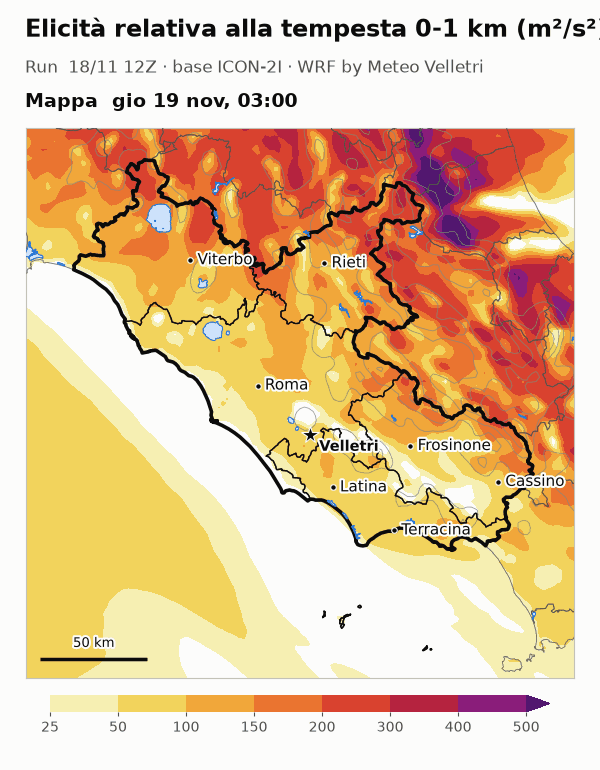 Elicità relativa alla tempesta 0-1 km (m²/s²)
Run 18/11 12Z · base ICON-2I · WRF by Meteo Velletri
Mappa gio 19 nov, 03:00
Viterbo
Rieti
Roma
Velletri
Frosinone
Latina
Cassino
Terracina
50 km
25 50 100 150 200 300 400 500